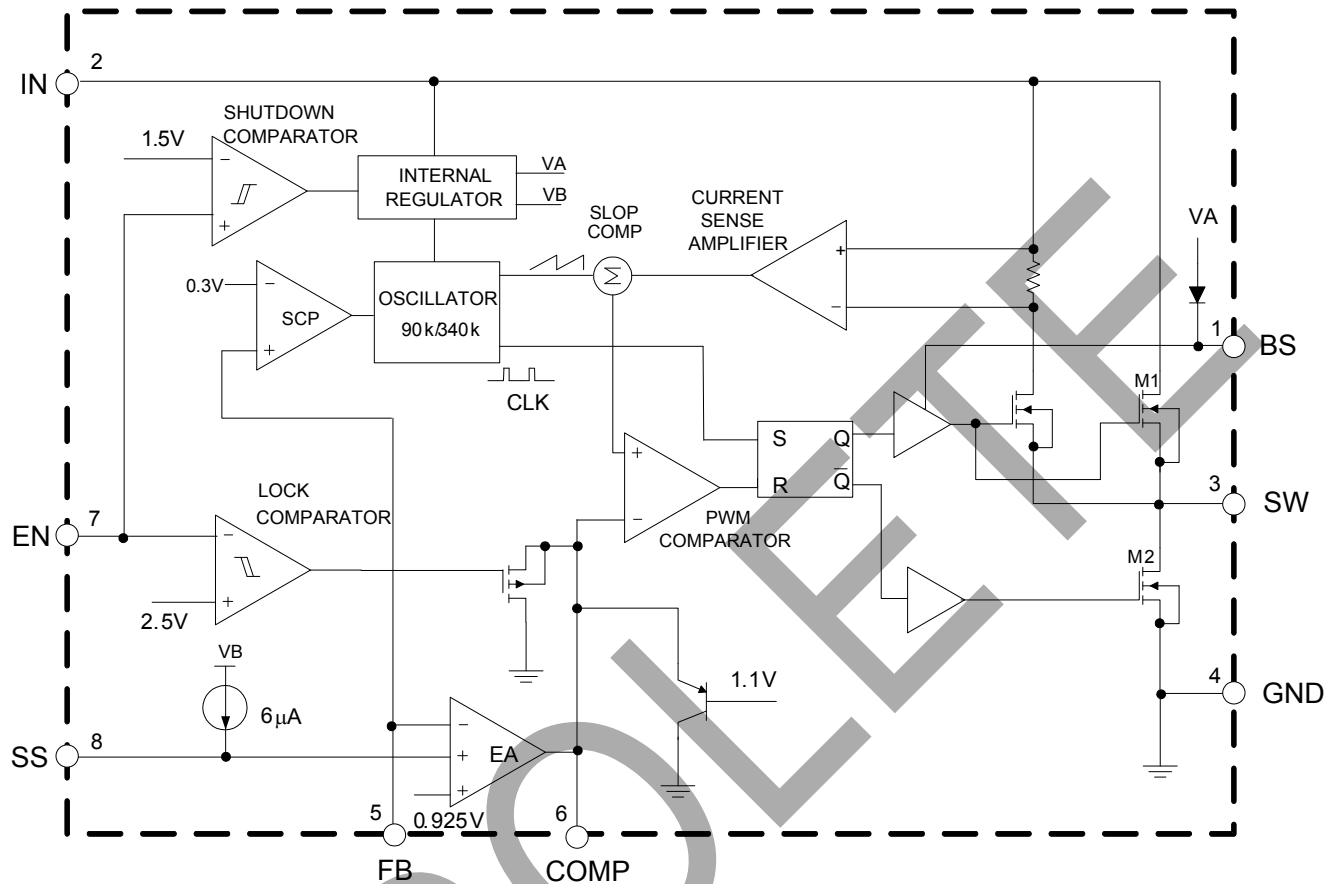 2
IN
SHUTDOWN
COMPARATOR
1.5V
−
+
INTERNAL
REGULATOR
VA
VB
SLOP
COMP
CURRENT
SENSE
AMPLIFIER
+
−
VA
0.3V
−
SCP
+
OSCILLATOR
90k/340k
Σ
1
BS
CLK
M1
+
−
PWM
COMPARATOR
S Q
R Q̅
3
SW
LOCK
COMPARATOR
7
EN
−
+
2.5V
M2
VB
6μA
1.1V
4
GND
8
SS
−
+
+
EA
0.925V
5
FB
6
COMP
OLETE